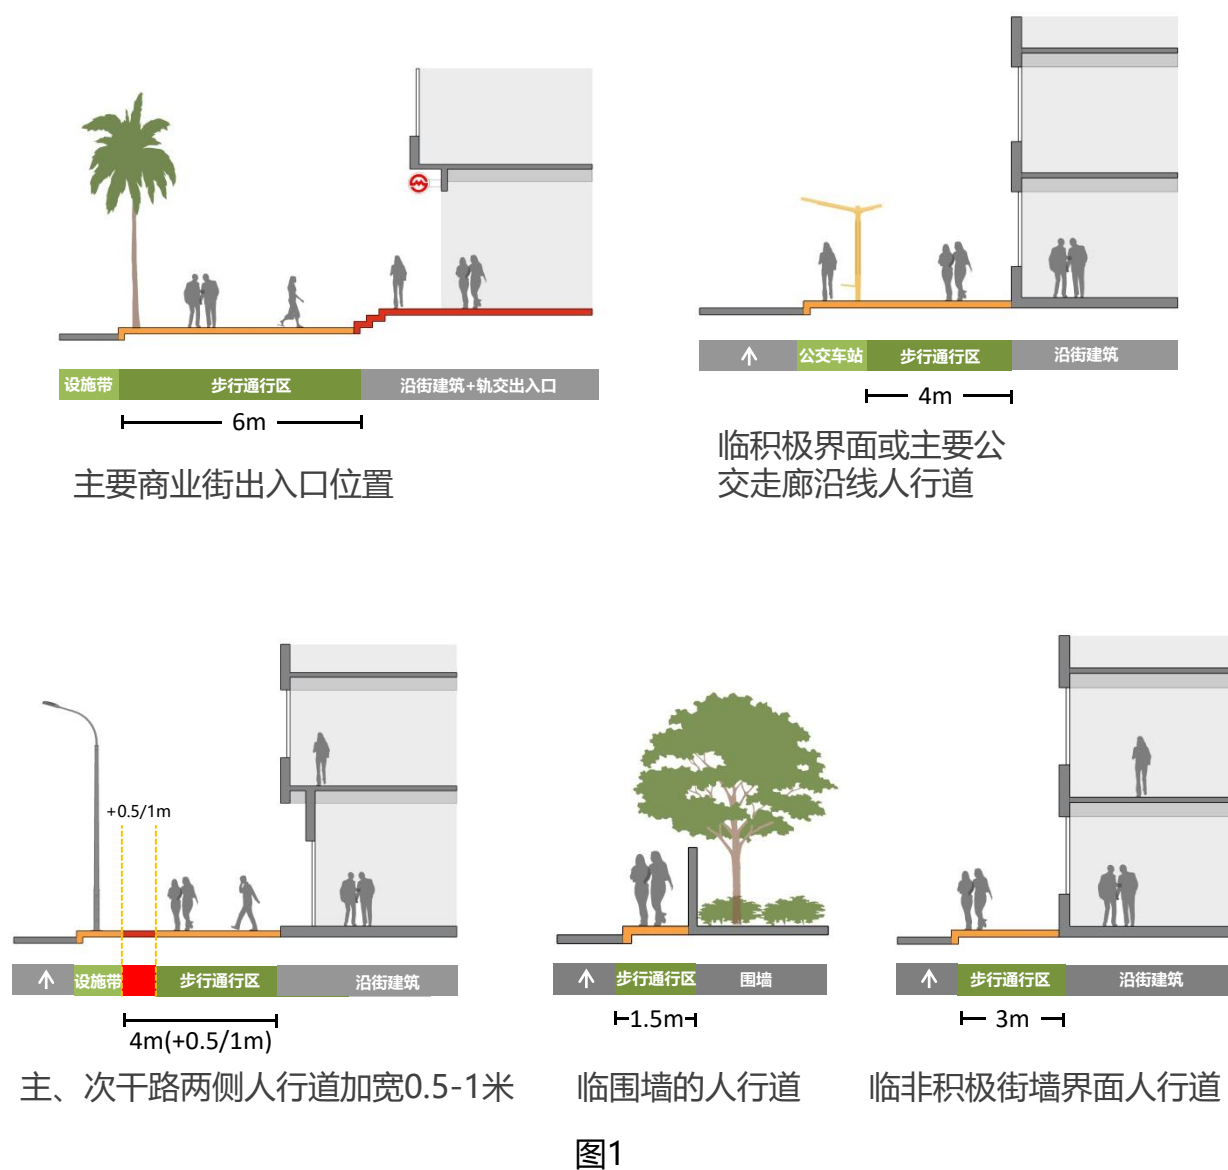 设施带 步行通行区 沿街建筑+轨交出入口
6m
主要商业街出入口位置
公交车站 步行通行区 沿街建筑
4m
临积极界面或主要公
交走廊沿线人行道
+0.5/1m
设施带 步行通行区 沿街建筑
4m(+0.5/1m)
主、次干路两侧人行道加宽0.5-1米
步行通行区 围墙
1.5m
临围墙的人行道
步行通行区 沿街建筑
3m
临非积极街墙界面人行道
图1